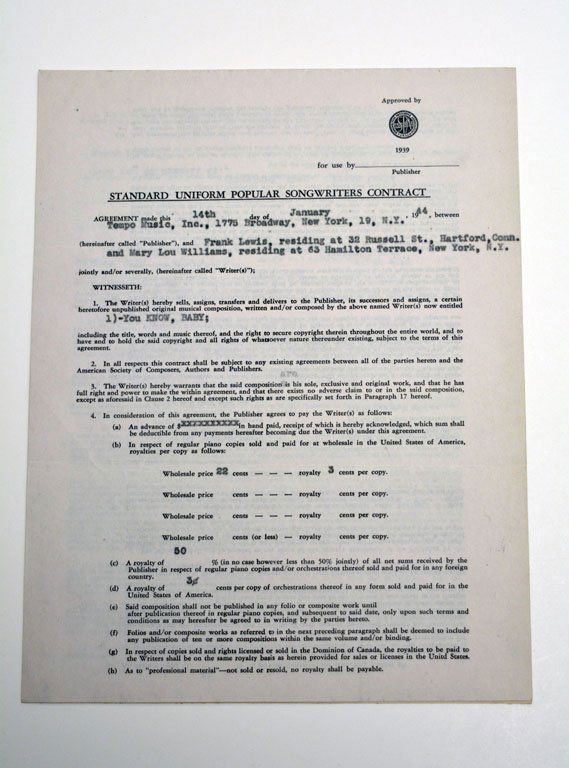 Approved by
1939
for use by
Publisher
STANDARD UNIFORM POPULAR SONGWRITERS CONTRACT
AGREEMENT made this 14th day of January 1944, between
Tempo Music, Inc., 1775 Broadway, New York, 19, N.Y.
(hereinafter called "Publisher"), and Frank Lewis, residing at 32 Russell St., Hartford, Conn.
and Mary Lou Williams, residing at 63 Hamilton Terrace, New York, N.Y.
jointly and/or severally, (hereinafter called "Writer(s)");
WITNESSETH:
1. The Writer(s) hereby sells, assigns, transfers and delivers to the Publisher, its successors and assigns, a certain
heretofore unpublished original musical composition, written and/or composed by the above named Writer(s) now entitled
1)-You KNOW, BABY;
including the title, words and music thereof, and the right to secure copyright therein throughout the entire world, and to
have and to hold the said copyright and all rights of whatsoever nature thereunder existing, subject to the terms of this
agreement.
2. In all respects this contract shall be subject to any existing agreements between all of the parties hereto and the
American Society of Composers, Authors and Publishers.
are
3. The Writer(s) hereby warrants that the said composition is his sole, exclusive and original work, and that he has
full right and power to make the within agreement, and that there exists no adverse claim to or in the said composition,
except as aforesaid in Clause 2 hereof and except such rights as are specifically set forth in Paragraph 17 hereof.
4. In consideration of this agreement, the Publisher agrees to pay the Writer(s) as follows:
(a) An advance of $XXXXXXXXXX in hand paid, receipt of which is hereby acknowledged, which sum shall
be deductible from any payments hereafter becoming due the Writer(s) under this agreement.
(b) In respect of regular piano copies sold and paid for at wholesale in the United States of America,
royalties per copy as follows:
Wholesale price 22 cents — — — royalty 3 cents per copy.
Wholesale price cents — — — royalty cents per copy.
Wholesale price cents — — — royalty cents per copy.
Wholesale price cents (or less) — royalty cents per copy.
50
(c) A royalty of % (in no case however less than 50% jointly) of all net sums received by the
Publisher in respect of regular piano copies and/or orchestrations thereof sold and paid for in any foreign
country.
3¢
(d) A royalty of cents per copy of orchestrations thereof in any form sold and paid for in the
United States of America.
(e) Said composition shall not be published in any folio or composite work until
after publication thereof in regular piano copies, and subsequent to said date, only upon such terms and
conditions as may hereafter be agreed to in writing by the parties hereto.
(f) Folios and/or composite works as referred to in the next preceding paragraph shall be deemed to include
any publication of ten or more compositions within the same volume and/or binding.
(g) In respect of copies sold and rights licensed or sold in the Dominion of Canada, the royalties to be paid to
the Writers shall be on the same royalty basis as herein provided for sales or licenses in the United States.
(h) As to "professional material"—not sold or resold, no royalty shall be payable.